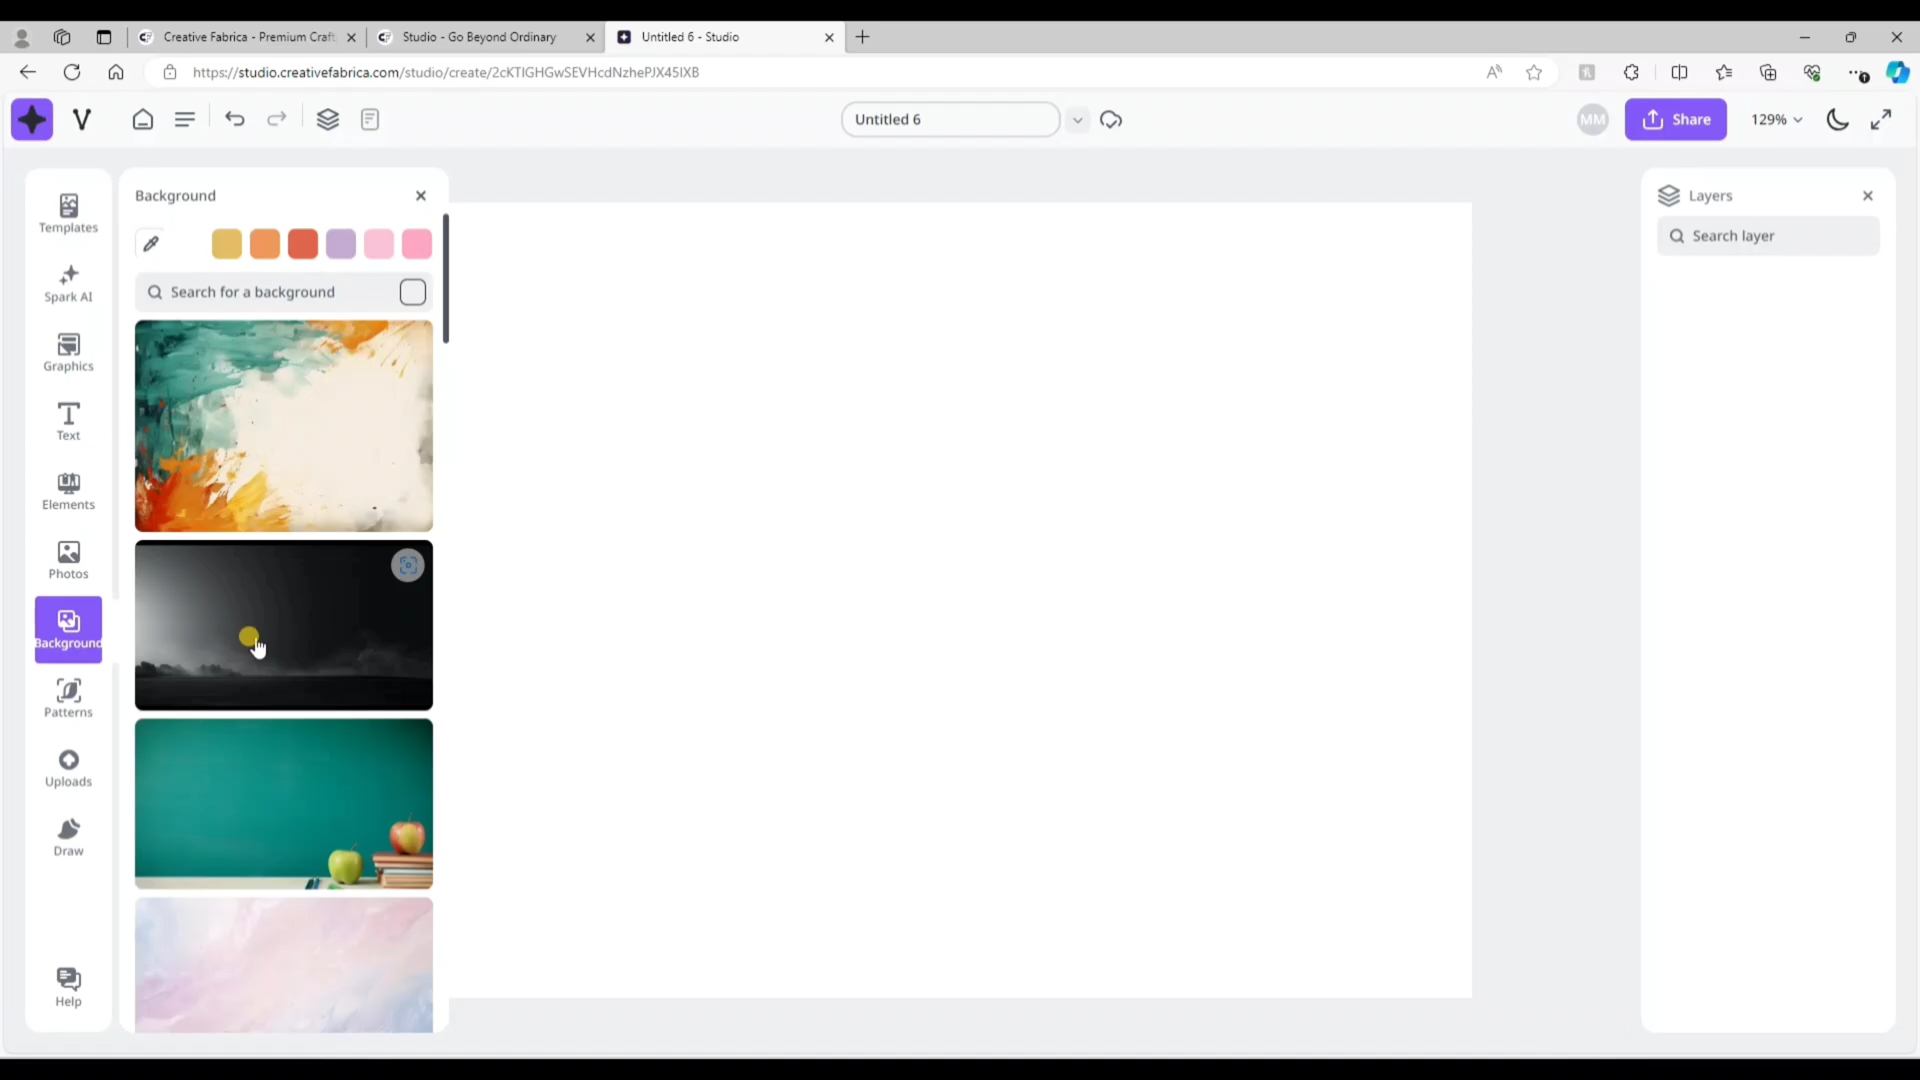 Creative Fabrica - Premium Craft
Studio - Go Beyond Ordinary
Untitled 6 - Studio
https://studio.creativefabrica.com/studio/create/2cKTIGHGwSEVHcdNzhePJX45IXB
Untitled 6
MM
Share
129%
Templates
Spark AI
Graphics
Text
Elements
Photos
Background
Patterns
Uploads
Draw
Help
Background
Search for a background
Layers
Search layer